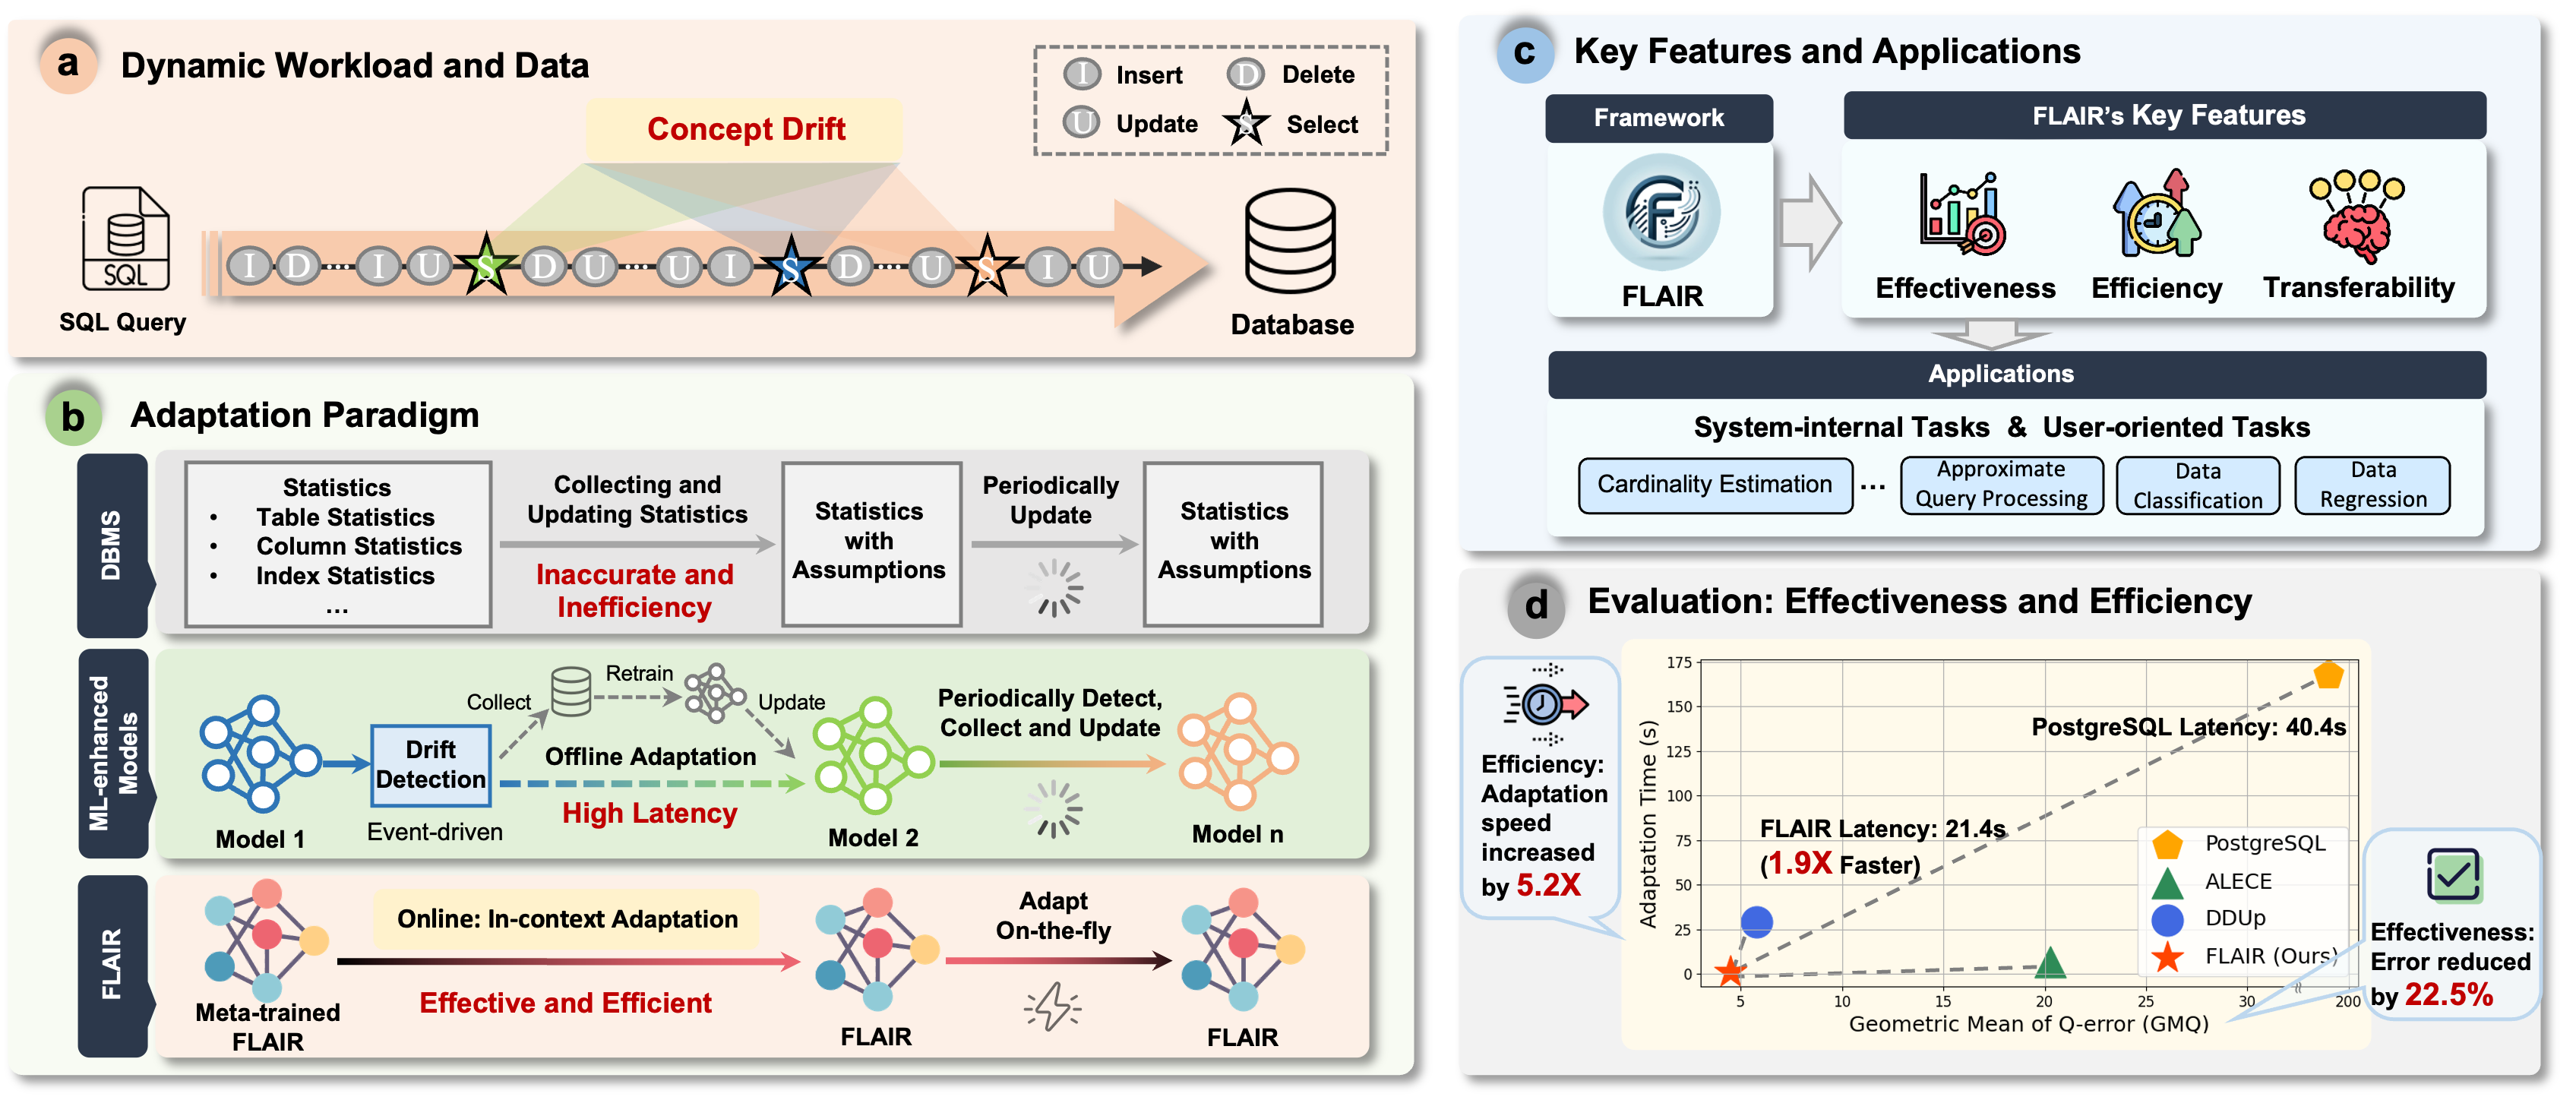 a Dynamic Workload and Data
I Insert D Delete
U Update S Select
Concept Drift
SQL
SQL Query
I D ... I U S D U ... U I S D ... U S I U
Database
b Adaptation Paradigm
DBMS
Statistics
• Table Statistics
• Column Statistics
• Index Statistics
...
Collecting and
Updating Statistics
Inaccurate and
Inefficiency
Statistics
with
Assumptions
Periodically
Update
Statistics
with
Assumptions
ML-enhanced
Models
Model 1
Drift
Detection
Event-driven
Collect
Retrain
Update
Offline Adaptation
High Latency
Model 2
Periodically Detect,
Collect and Update
Model n
FLAIR
Meta-trained
FLAIR
Online: In-context Adaptation
Effective and Efficient
FLAIR
Adapt
On-the-fly
FLAIR
c Key Features and Applications
Framework
F
FLAIR
FLAIR's Key Features
Effectiveness Efficiency Transferability
Applications
System-internal Tasks & User-oriented Tasks
Cardinality Estimation
...
Approximate
Query Processing
Data
Classification
Data
Regression
d Evaluation: Effectiveness and Efficiency
Efficiency:
Adaptation
speed
increased
by 5.2X
Adaptation Time (s)
175
150
125
100
75
50
25
0
PostgreSQL Latency: 40.4s
FLAIR Latency: 21.4s
(1.9X Faster)
PostgreSQL
ALECE
DDUp
FLAIR (Ours)
5 10 15 20 25 30 200
Geometric Mean of Q-error (GMQ)
Effectiveness:
Error reduced
by 22.5%